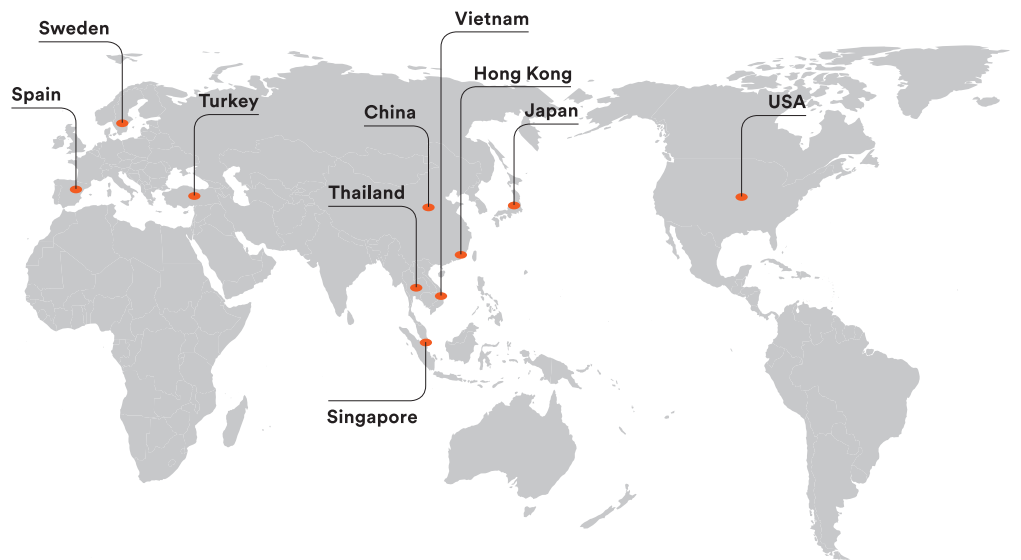 Vietnam
Sweden
Hong Kong
Spain
Turkey
China
Japan
USA
Thailand
Singapore